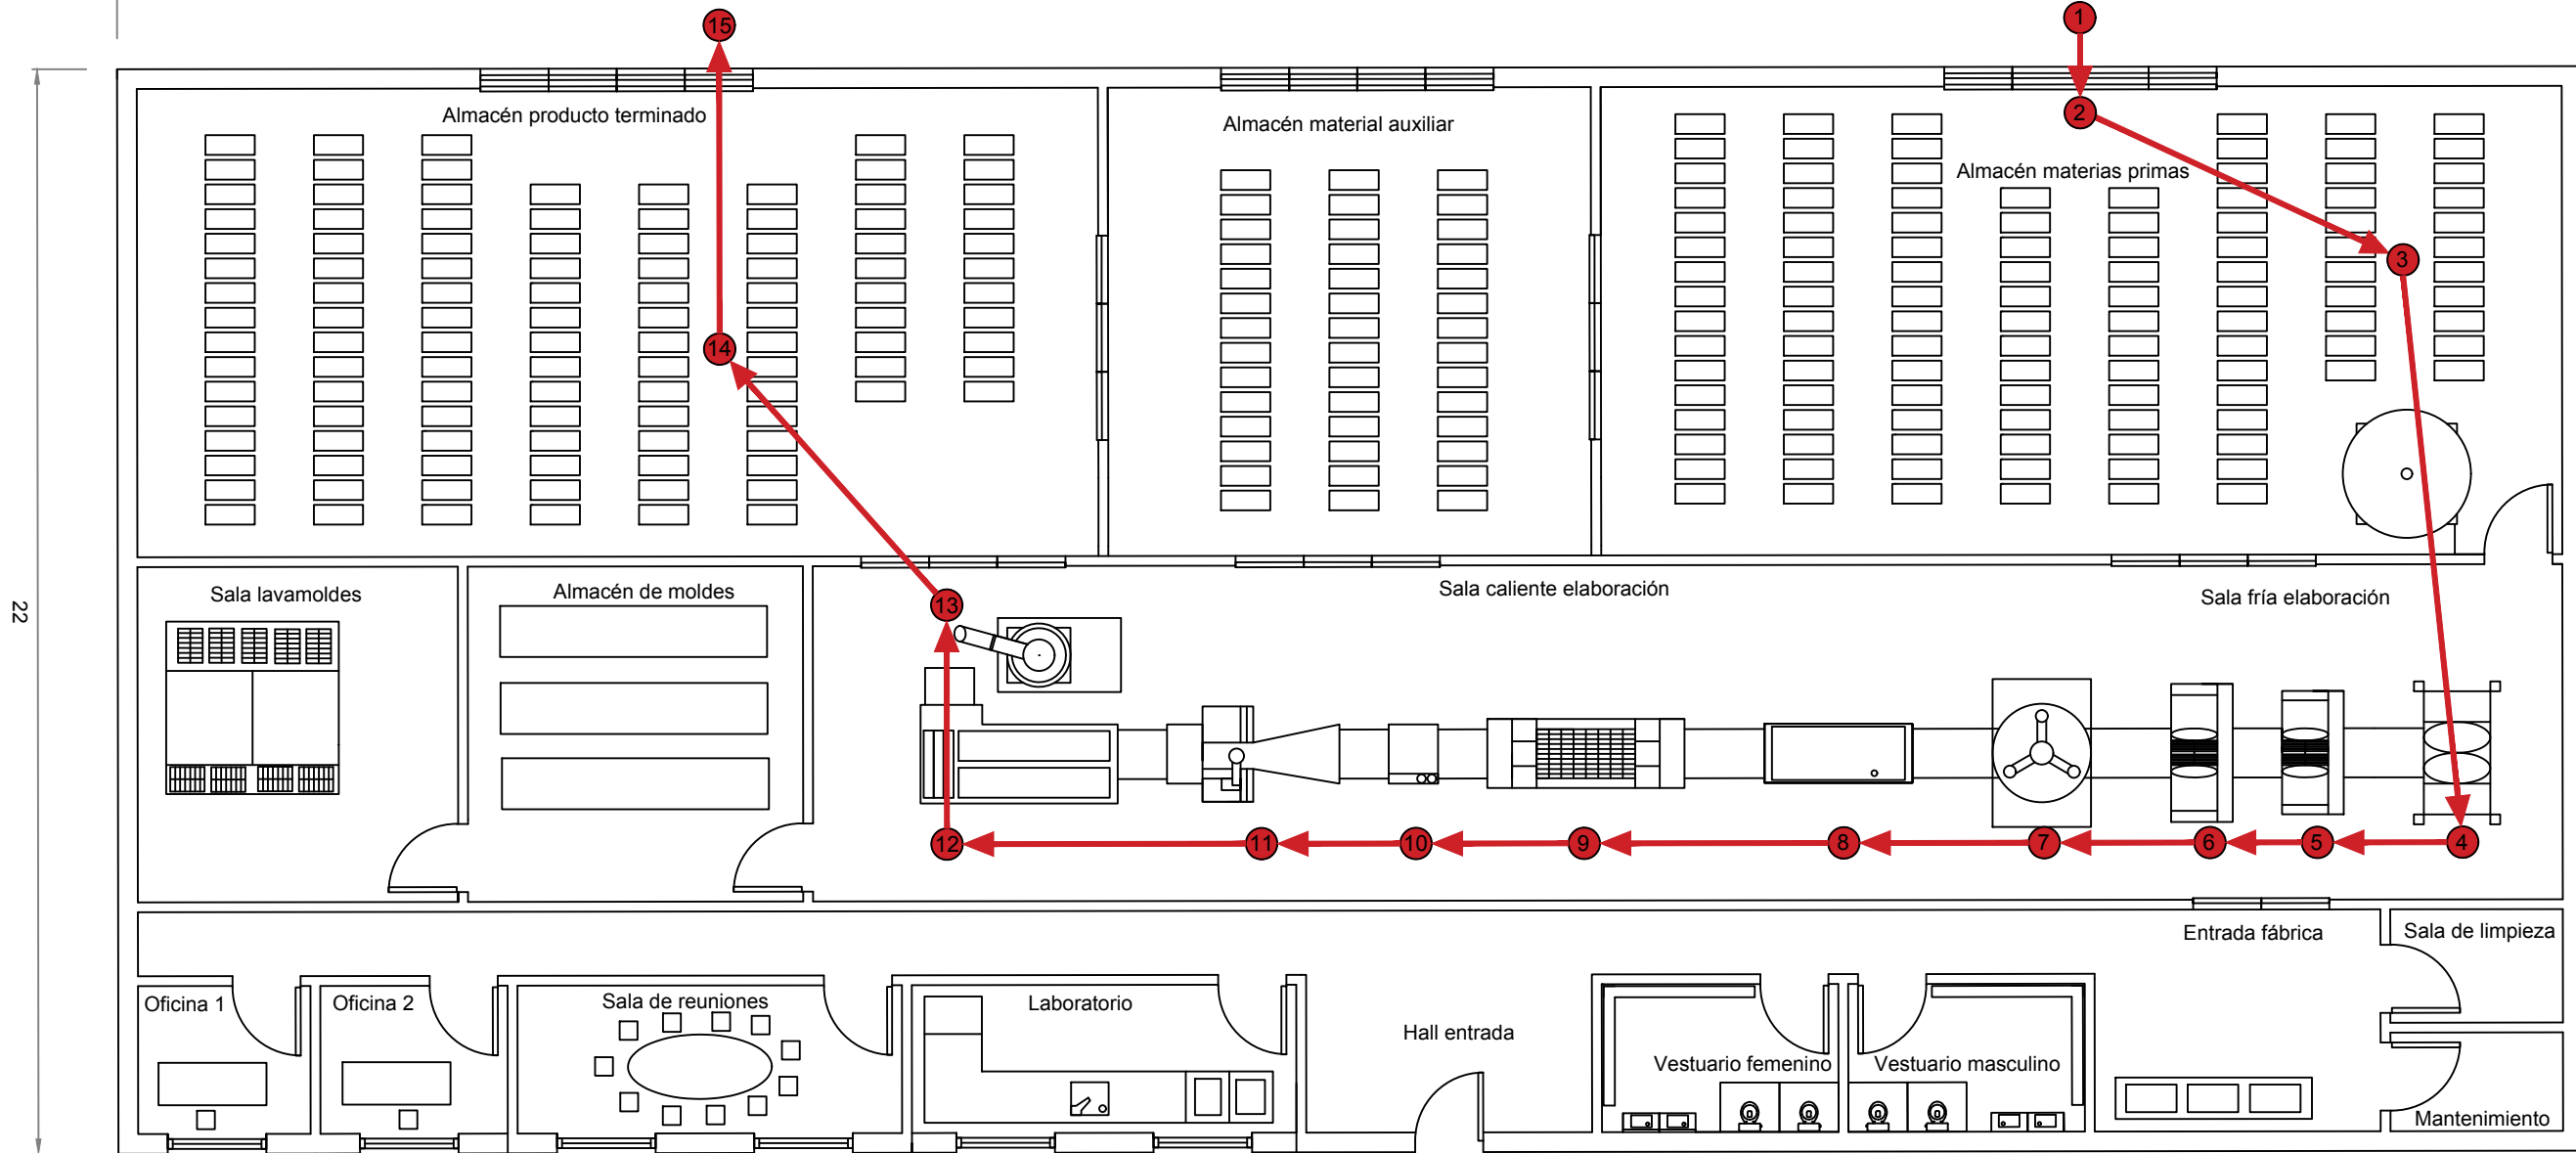 15
1
Almacén producto terminado
2
Almacén material auxiliar
Almacén materias primas
3
14
Sala lavamoldes
Almacén de moldes
Sala caliente elaboración
Sala fría elaboración
13
22
12
11
10
9
8
7
6
5
4
Entrada fábrica
Sala de limpieza
Oficina 1
Oficina 2
Sala de reuniones
Laboratorio
Hall entrada
Vestuario femenino
Vestuario masculino
Mantenimiento